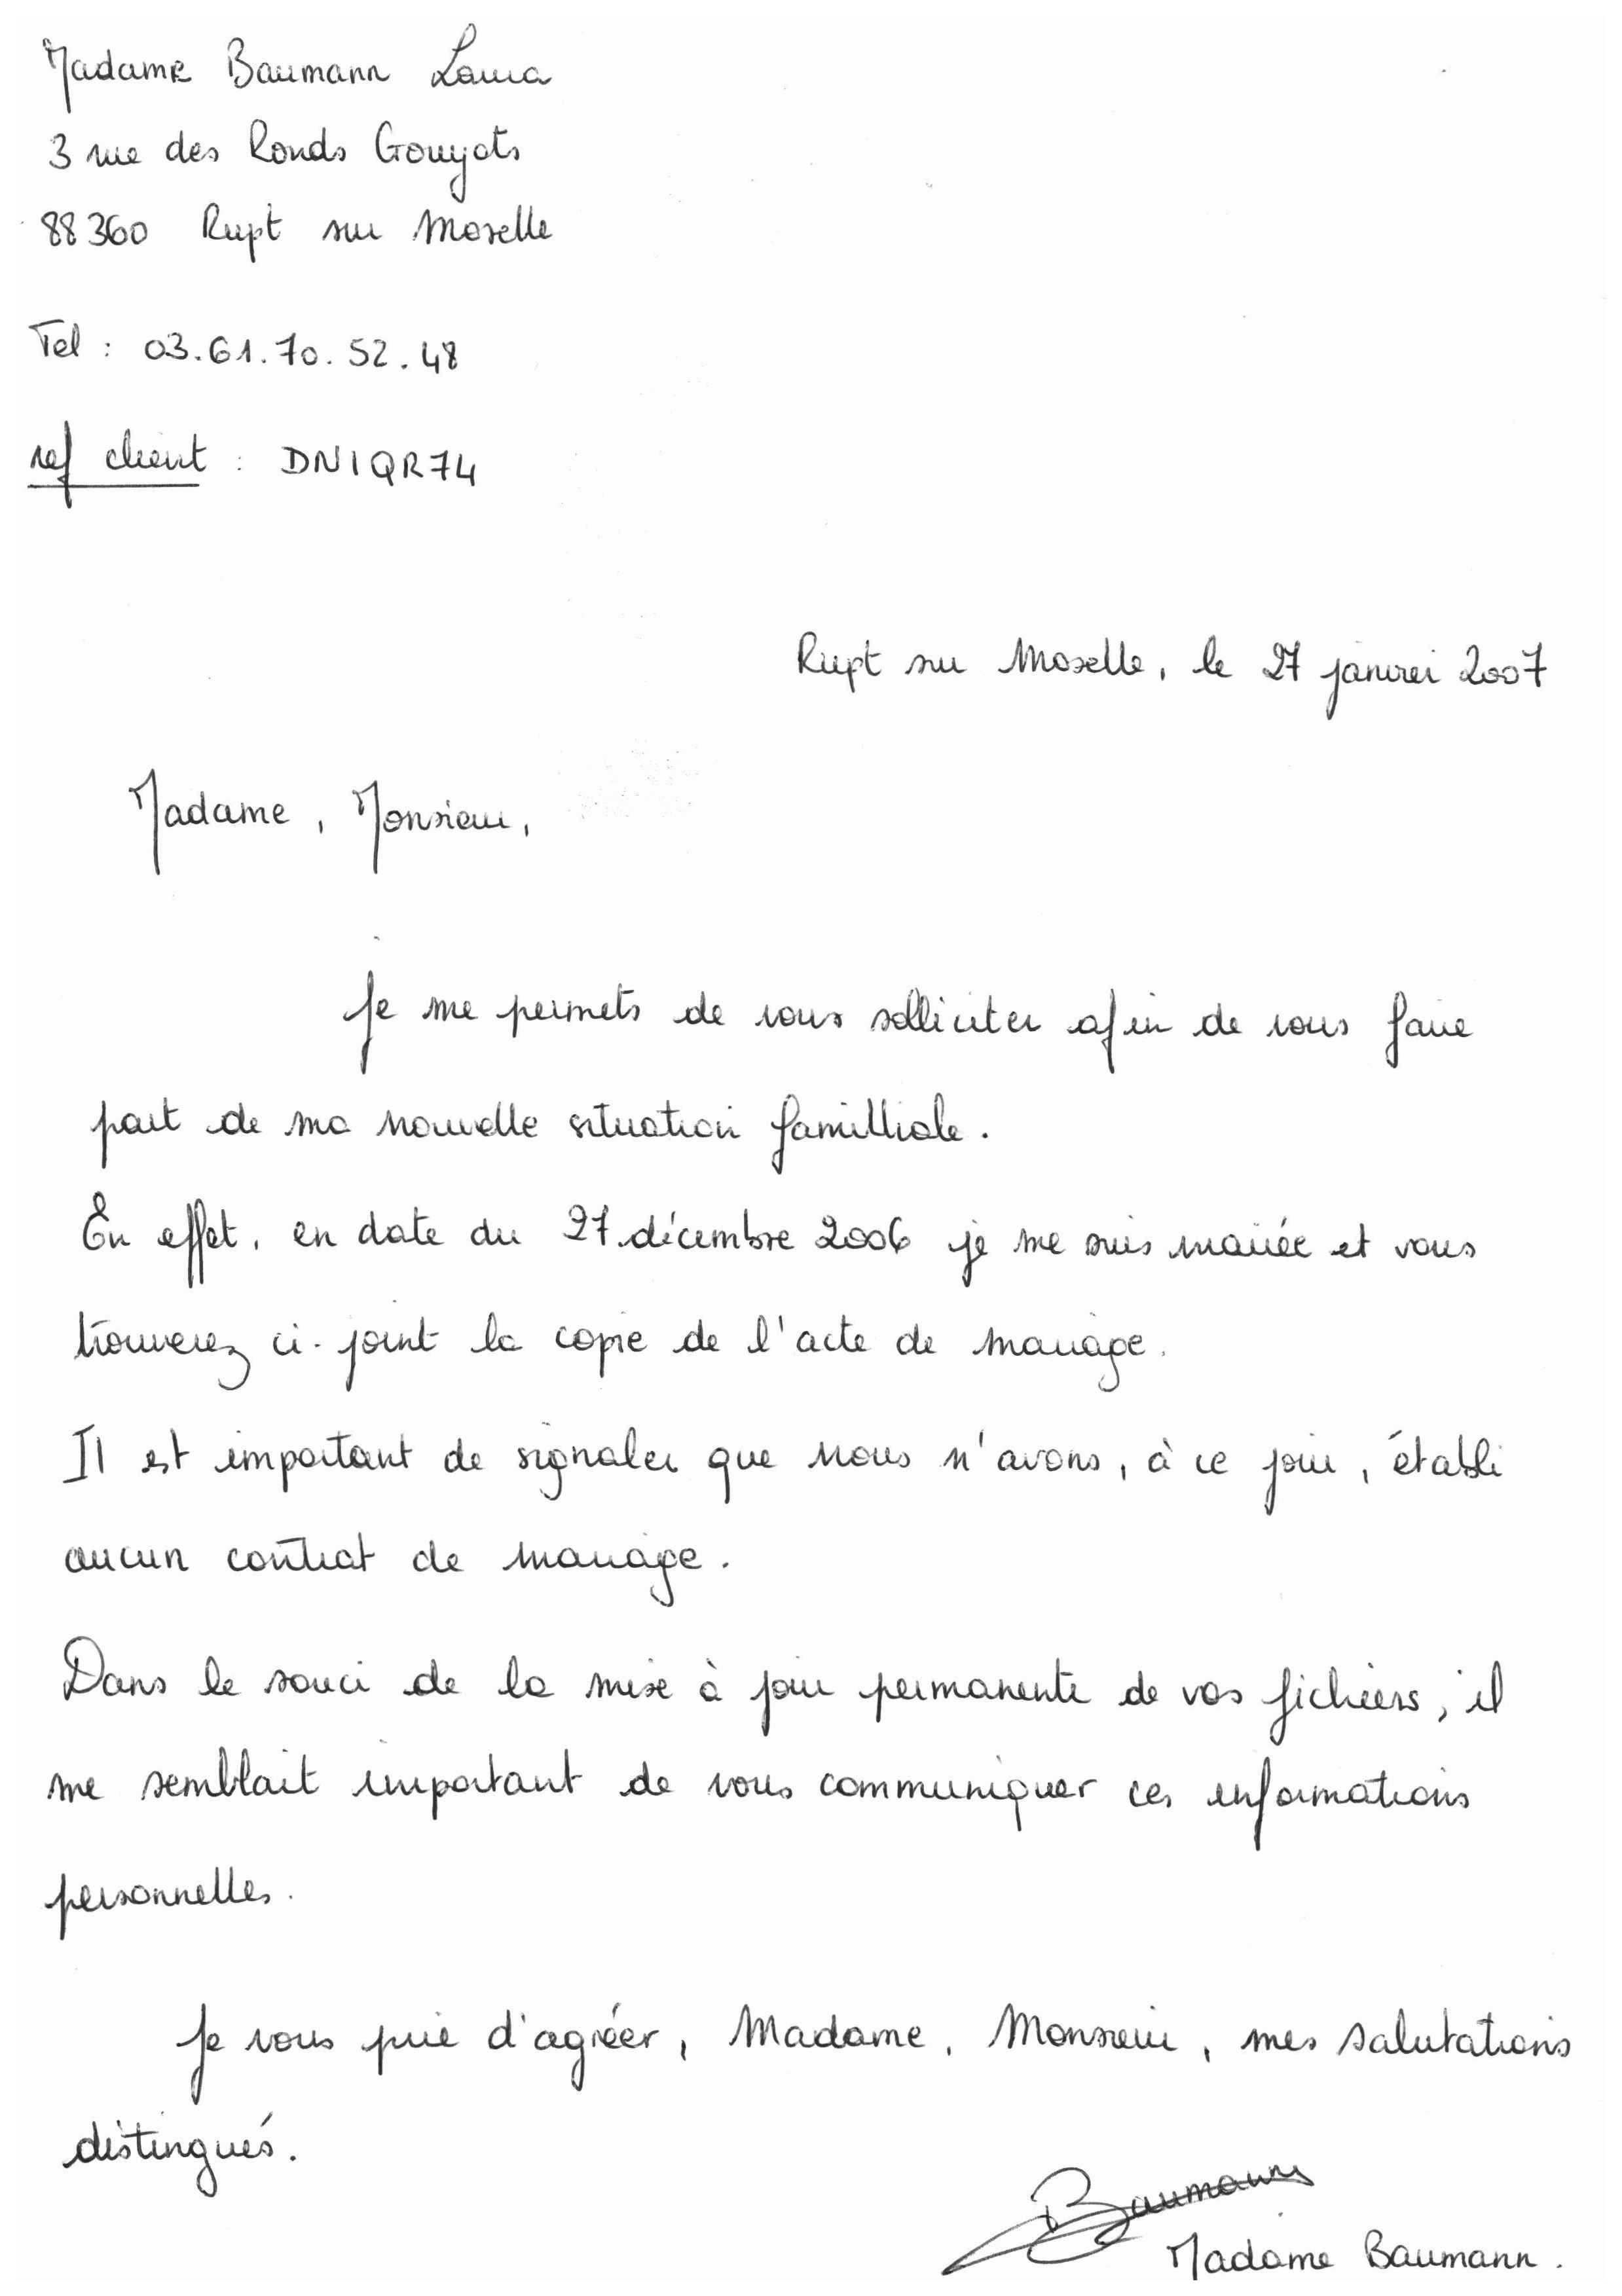 Madame Baumann Laura
3 rue des Ronds Gouyots
88360 Rupt sur Moselle
Tel : 03.61.70.52.48
ref client : DNIQR74
Rupt sur Moselle, le 27 janvier 2007
Madame, Monsieur,
Je me permets de vous solliciter afin de vous faire
part de ma nouvelle situation familliale.
En effet, en date du 27 décembre 2006 je me suis mariée et vous
trouverez ci-joint la copie de l'acte de mariage.
Il est important de signaler que nous n'avons, à ce jour, établi
aucun contrat de mariage.
Dans le souci de la mise à jour permanente de vos fichiers, il
me semblait important de vous communiquer ces informations
personnelles.
Je vous prie d'agréer, Madame, Monsieur, mes salutations
distingués.
Baumann
Madame Baumann.